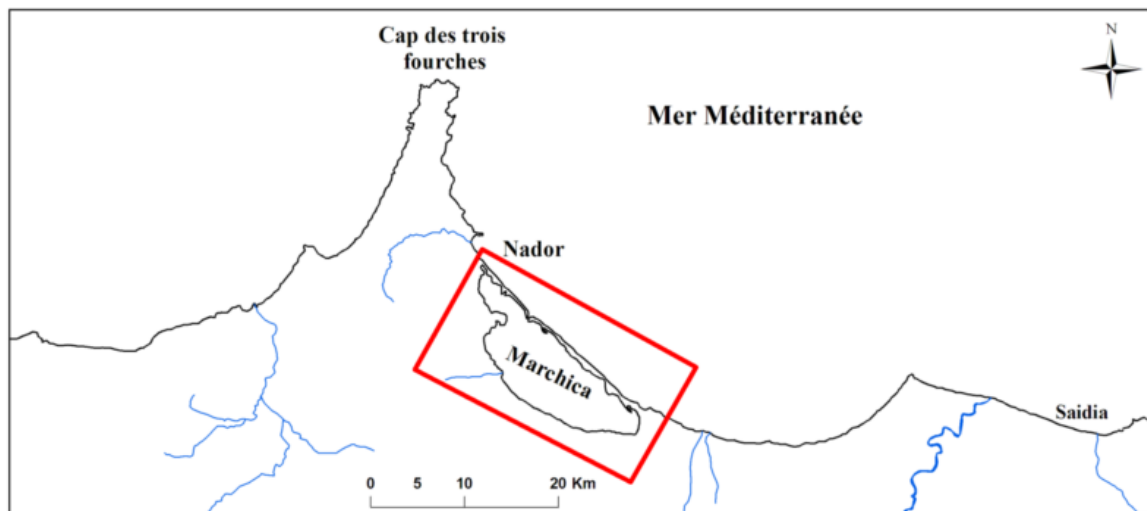 Cap des trois
fourches
N
Mer Méditerranée
Nador
Marchica
Saidia
0 5 10 20 Km